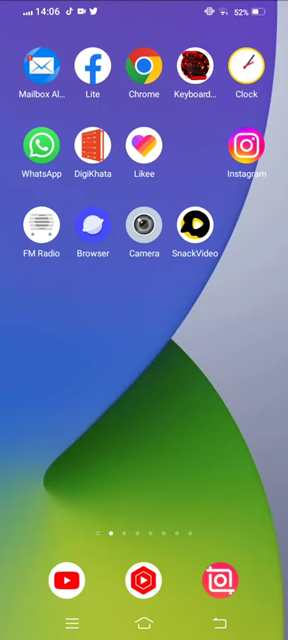 14:06 52%
Mailbox Al... Lite Chrome Keyboard... Clock
WhatsApp DigiKhata Likee Instagram
FM Radio Browser Camera SnackVideo